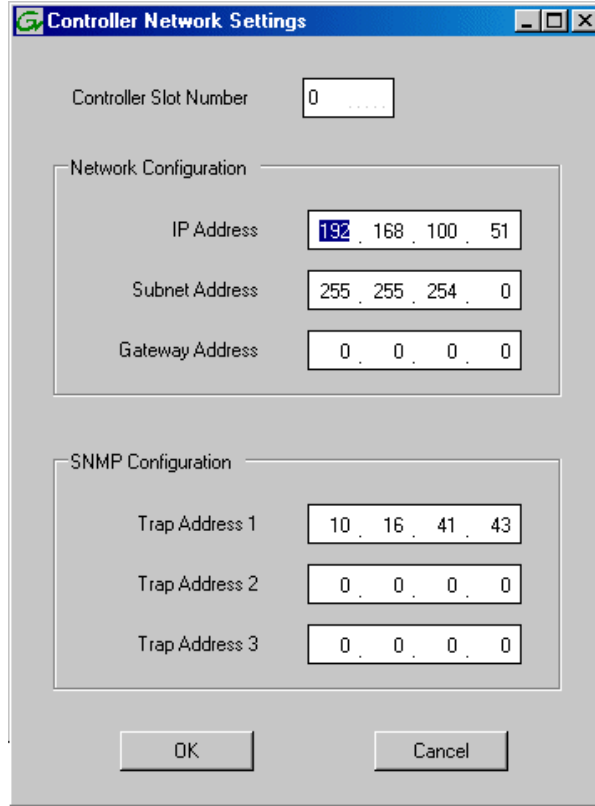 Controller Network Settings
Controller Slot Number 0 .....
Network Configuration
IP Address 192 . 168 . 100 . 51
Subnet Address 255 . 255 . 254 . 0
Gateway Address 0 . 0 . 0 . 0
SNMP Configuration
Trap Address 1 10 . 16 . 41 . 43
Trap Address 2 0 . 0 . 0 . 0
Trap Address 3 0 . 0 . 0 . 0
OK Cancel